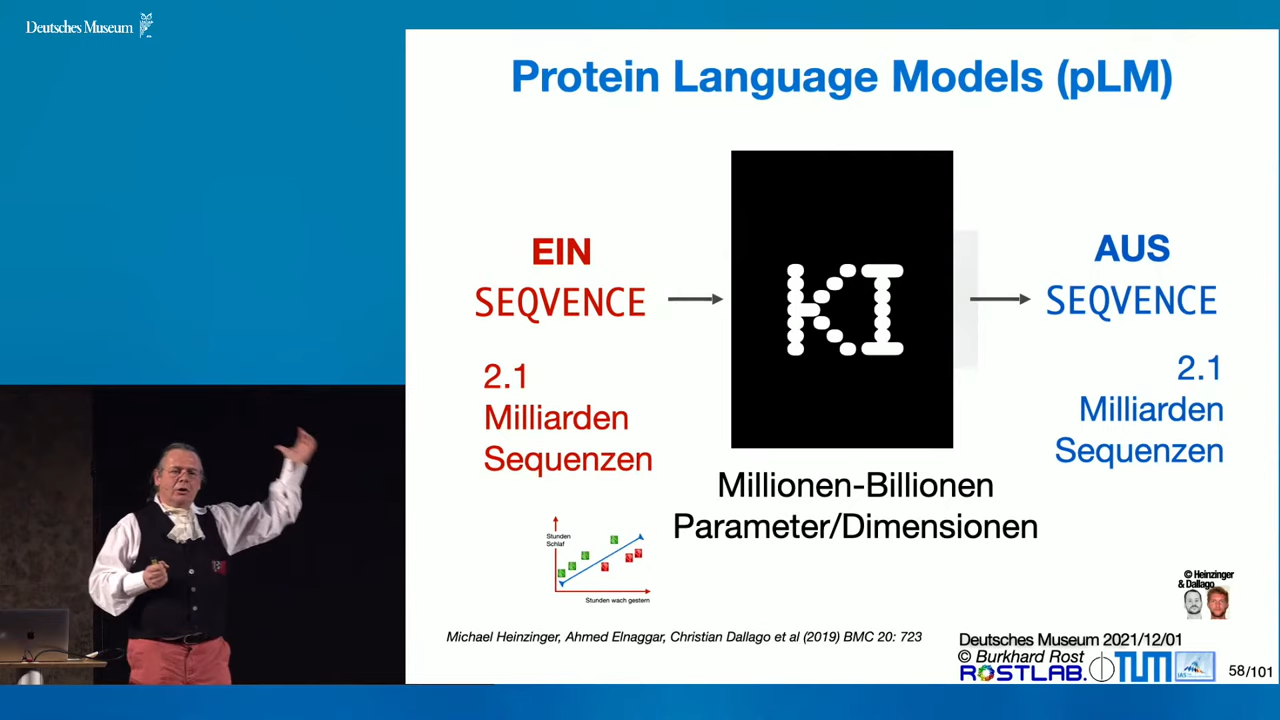 Deutsches Museum
Protein Language Models (pLM)
EIN
SEQVENCE
2.1
Milliarden
Sequenzen
KI
AUS
SEQVENCE
2.1
Milliarden
Sequenzen
Millionen-Billionen
Parameter/Dimensionen
Stunden
Schlaf
Stunden wach gestern
© Heinzinger
& Dallago
Michael Heinzinger, Ahmed Elnaggar, Christian Dallago et al (2019) BMC 20: 723
Deutsches Museum 2021/12/01
© Burkhard Rost
ROSTLAB.
TUM
IAS
58/101